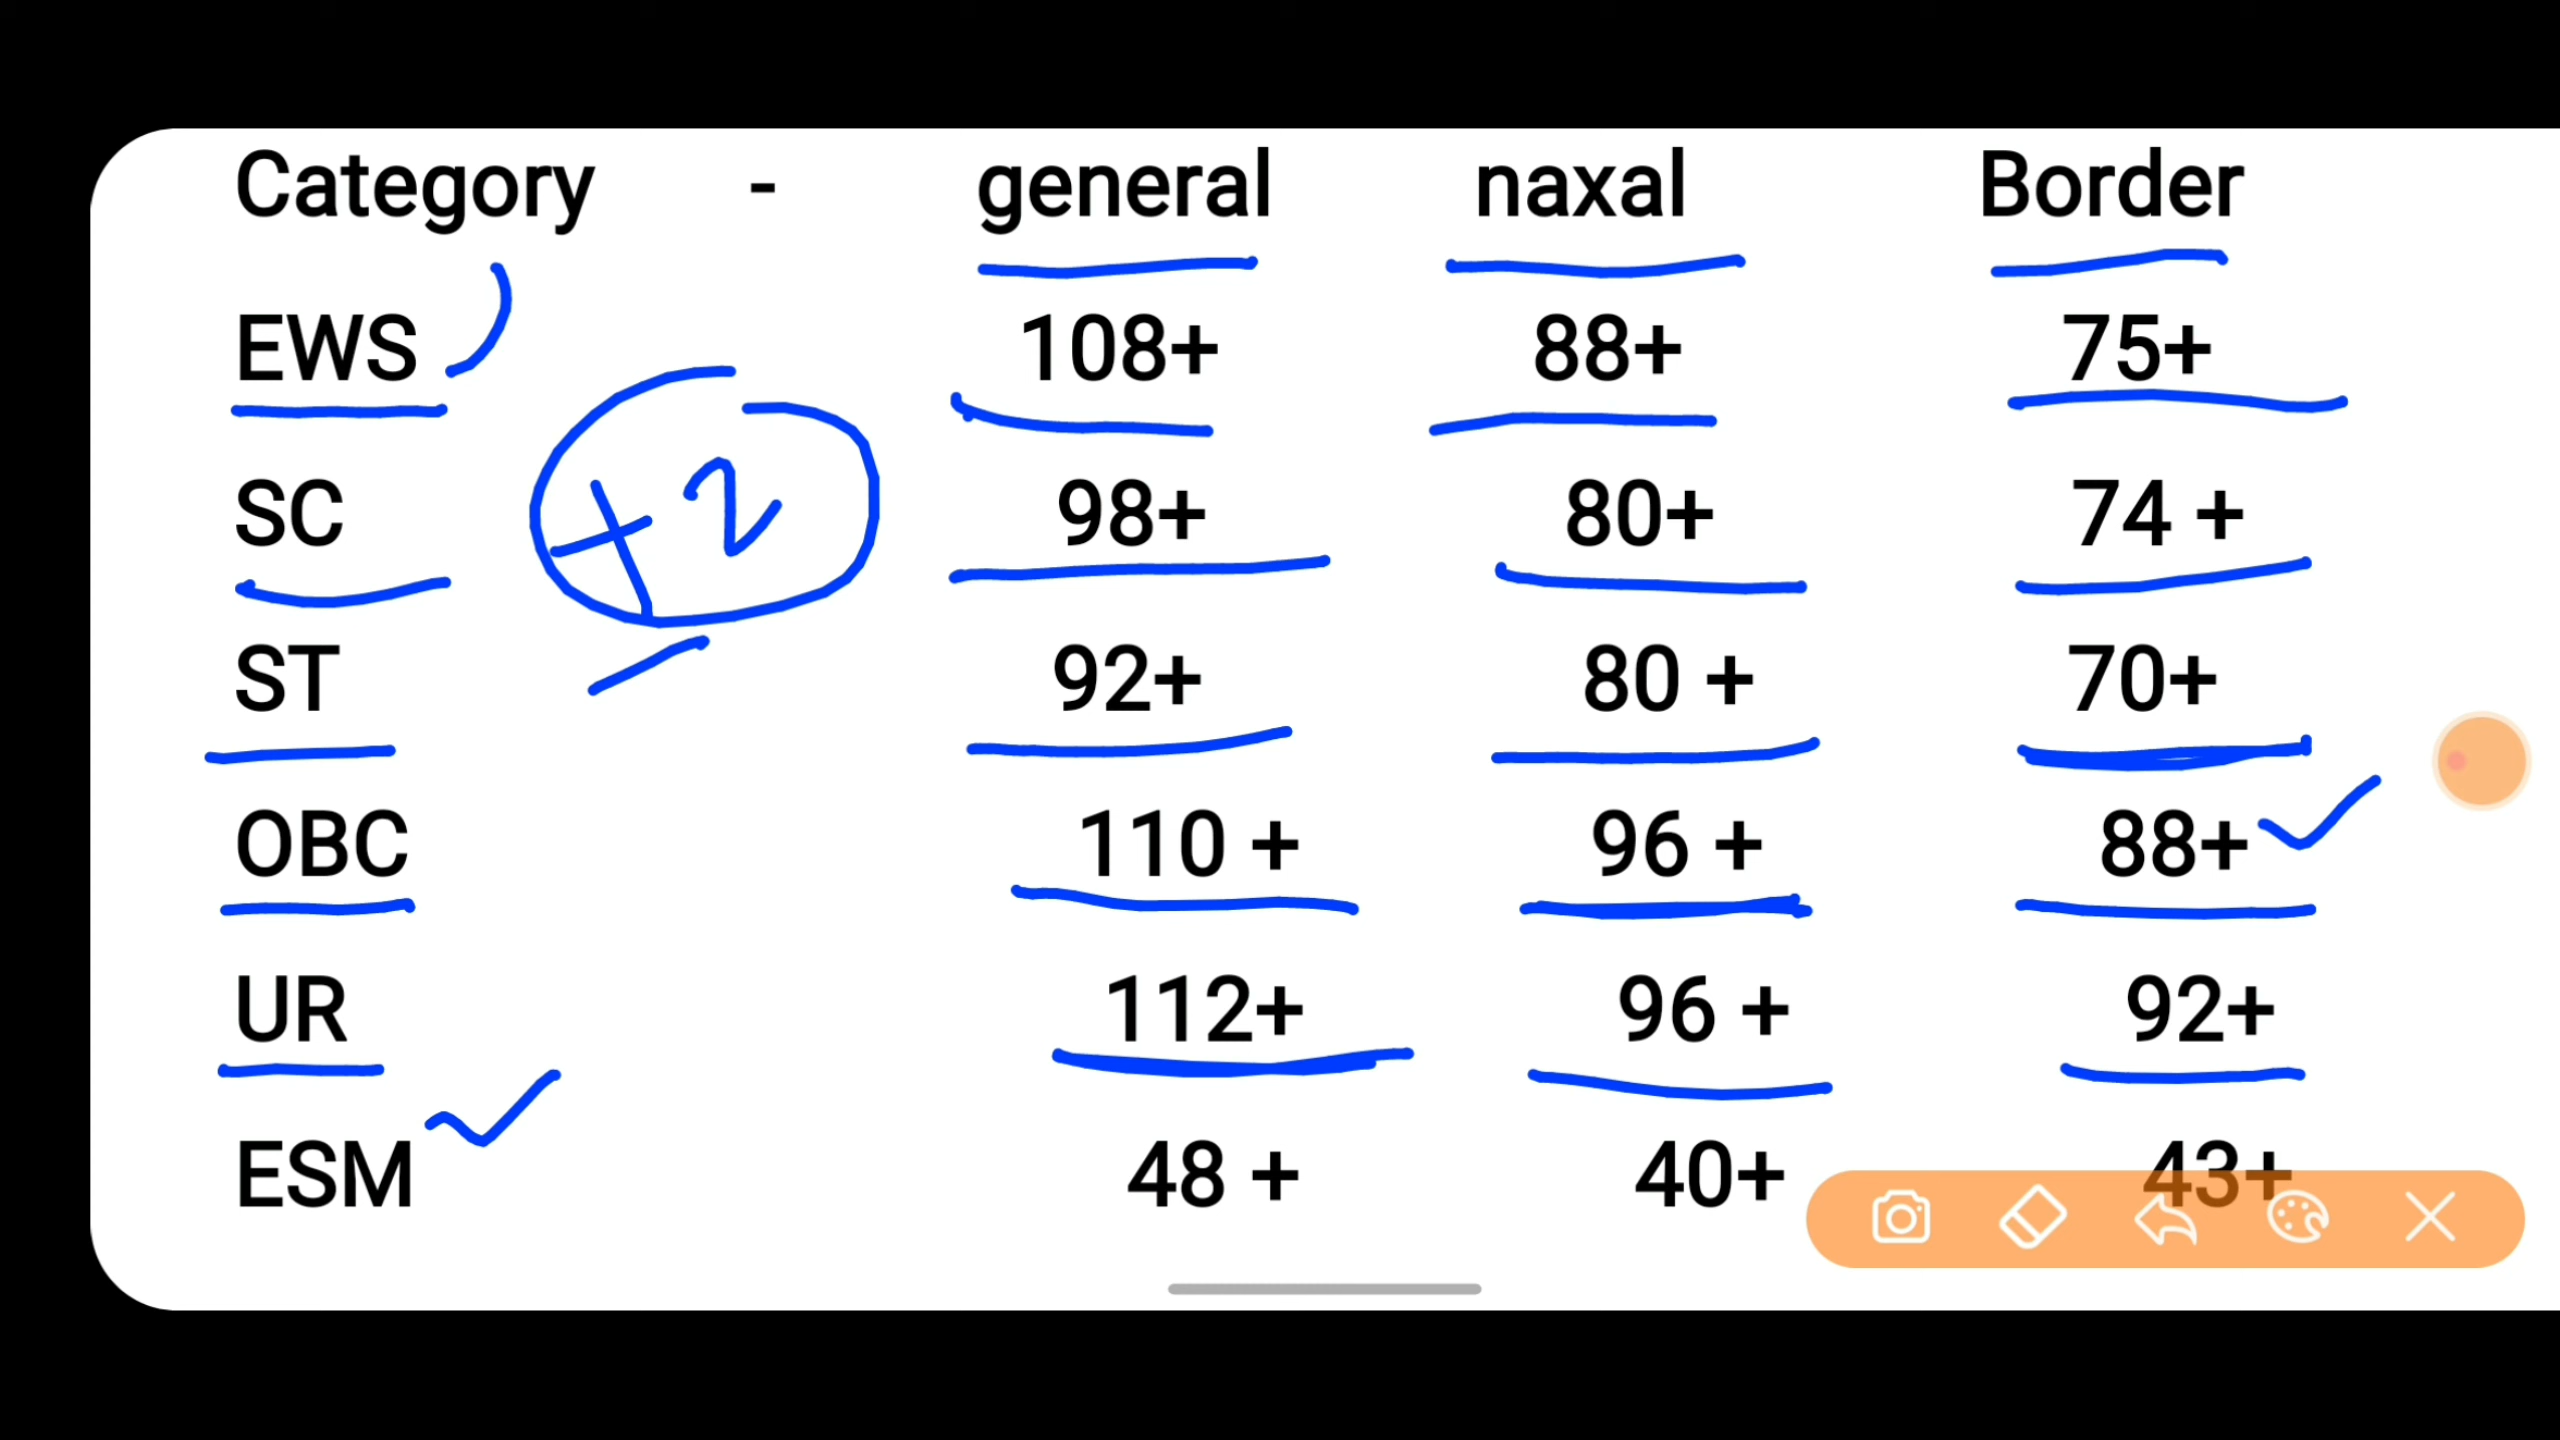 Category - general naxal Border
EWS 108+ 88+ 75+
+2
SC 98+ 80+ 74 +
ST 92+ 80 + 70+
OBC 110 + 96 + 88+
UR 112+ 96 + 92+
ESM 48 + 40+ 43+